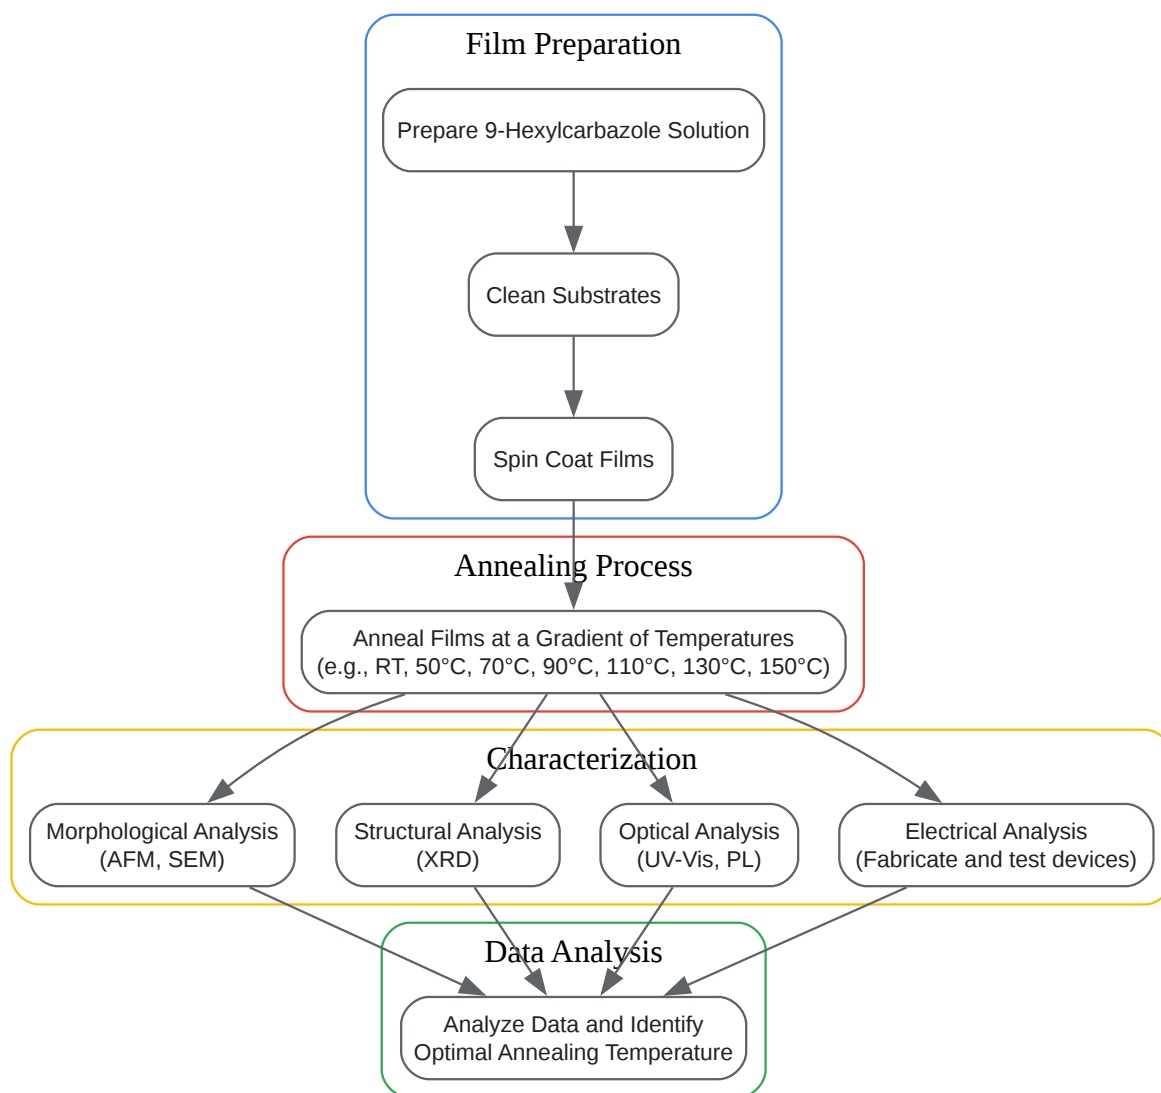 Film Preparation
Prepare 9-Hexylcarbazole Solution
Clean Substrates
Spin Coat Films
Annealing Process
Anneal Films at a Gradient of Temperatures
(e.g., RT, 50°C, 70°C, 90°C, 110°C, 130°C, 150°C)
Characterization
Morphological Analysis
(AFM, SEM)
Structural Analysis
(XRD)
Optical Analysis
(UV-Vis, PL)
Electrical Analysis
(Fabricate and test devices)
Data Analysis
Analyze Data and Identify
Optimal Annealing Temperature